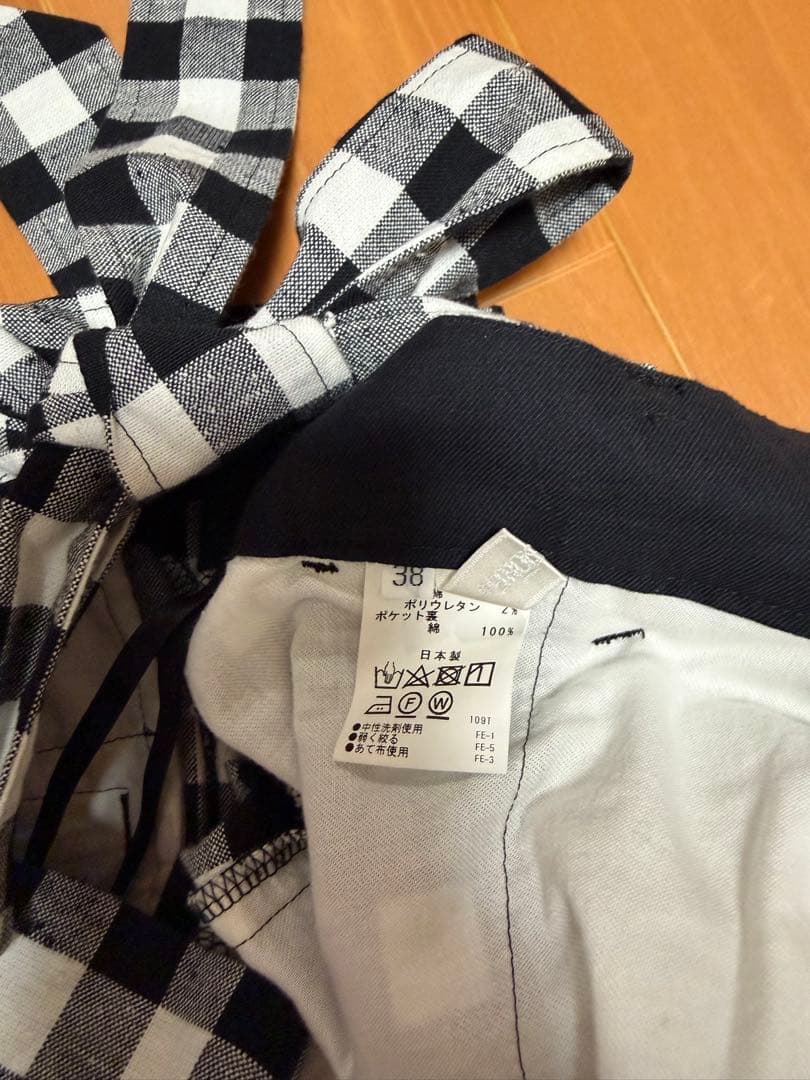 38
綿
ポリウレタン 2%
ポケット裏
綿 100%
日本製
F W
109T
●中性洗剤使用 FE-1
●弱く絞る FE-5
●あて布使用 FE-3